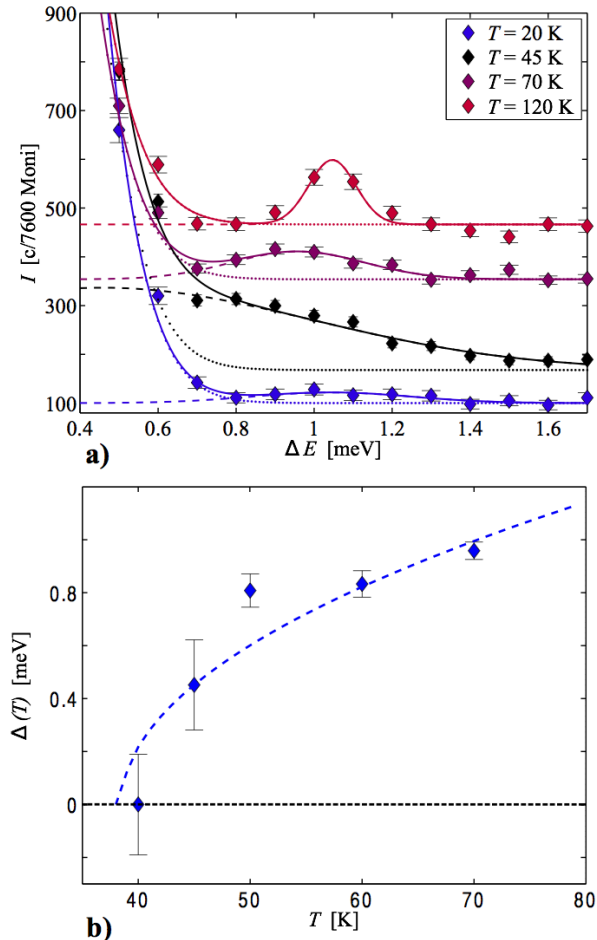 900
700
500
300
100
I [c/7600 Moni]
T = 20 K
T = 45 K
T = 70 K
T = 120 K
0.4 0.6 0.8 1 1.2 1.4 1.6
Δ E [meV]
a)
0.8
0.4
0
Δ(T) [meV]
40 50 60 70 80
T [K]
b)